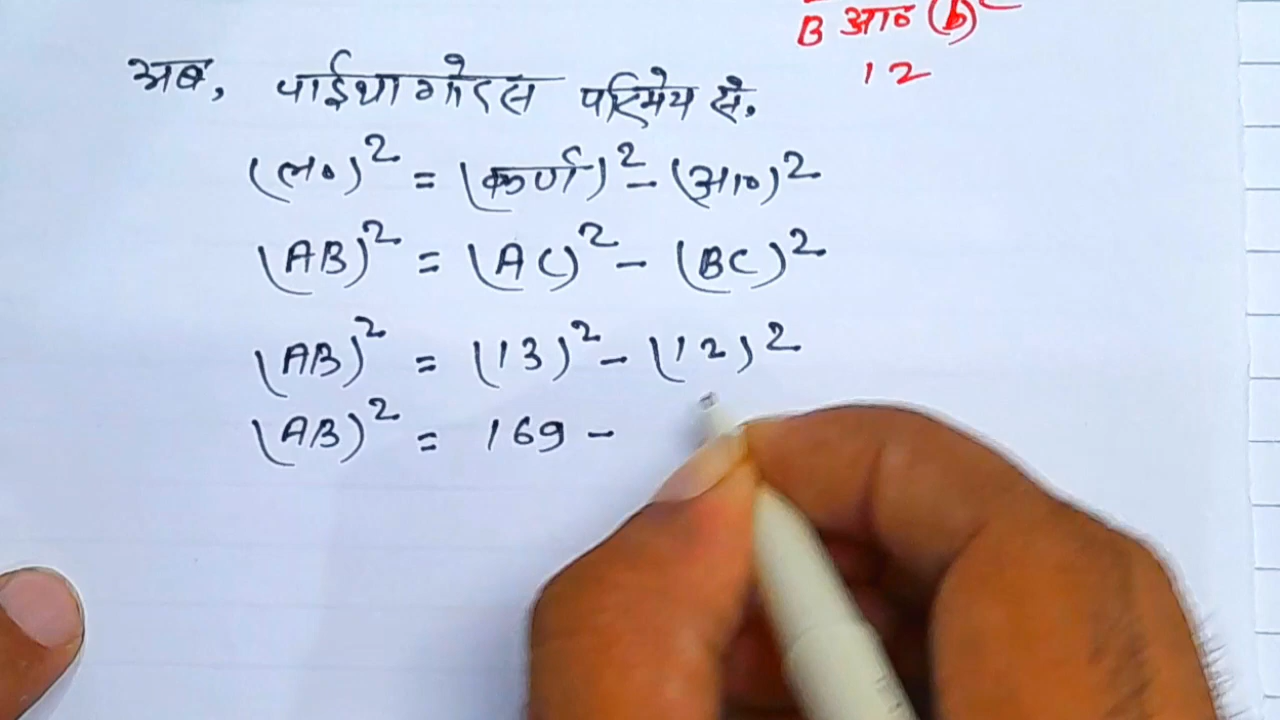 B आ० (b)
12
अब, पाईथागोरस परिमेय से,
(ल०)² = (कर्ण)² - (आ०)²
(AB)² = (AC)² - (BC)²
(AB)² = (13)² - (12)²
(AB)² = 169 -